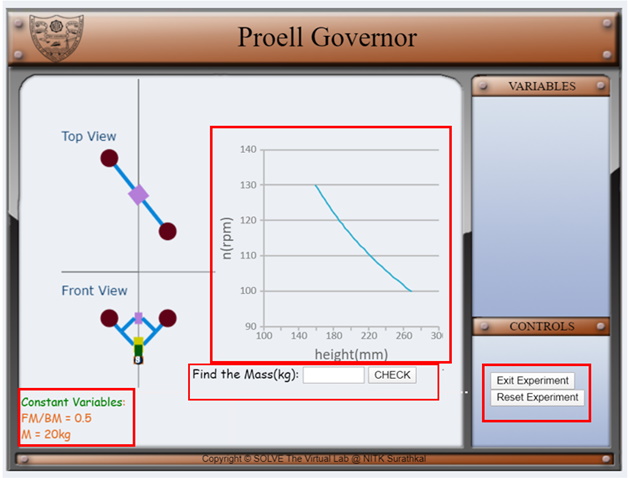 Proell Governor
VARIABLES
Top View
Front View
140
130
120
110
100
90
n(rpm)
100 140 180 220 260 30
height(mm)
Find the Mass(kg): CHECK
Constant Variables:
FM/BM = 0.5
M = 20kg
CONTROLS
Exit Experiment
Reset Experiment
Copyright © SOLVE The Virtual Lab @ NITK Surathkal